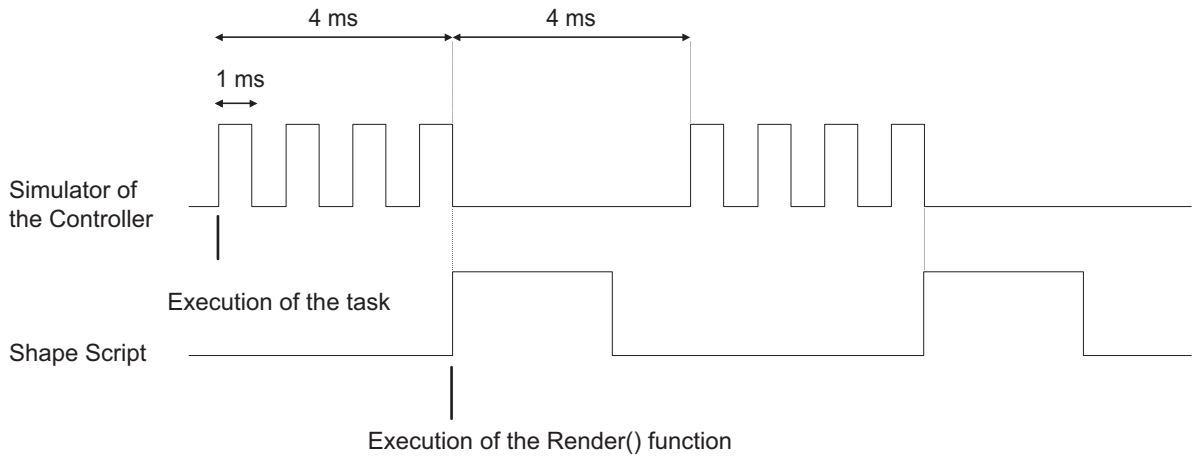 4 ms
4 ms
1 ms
Simulator of
the Controller
Execution of the task
Shape Script
Execution of the Render() function